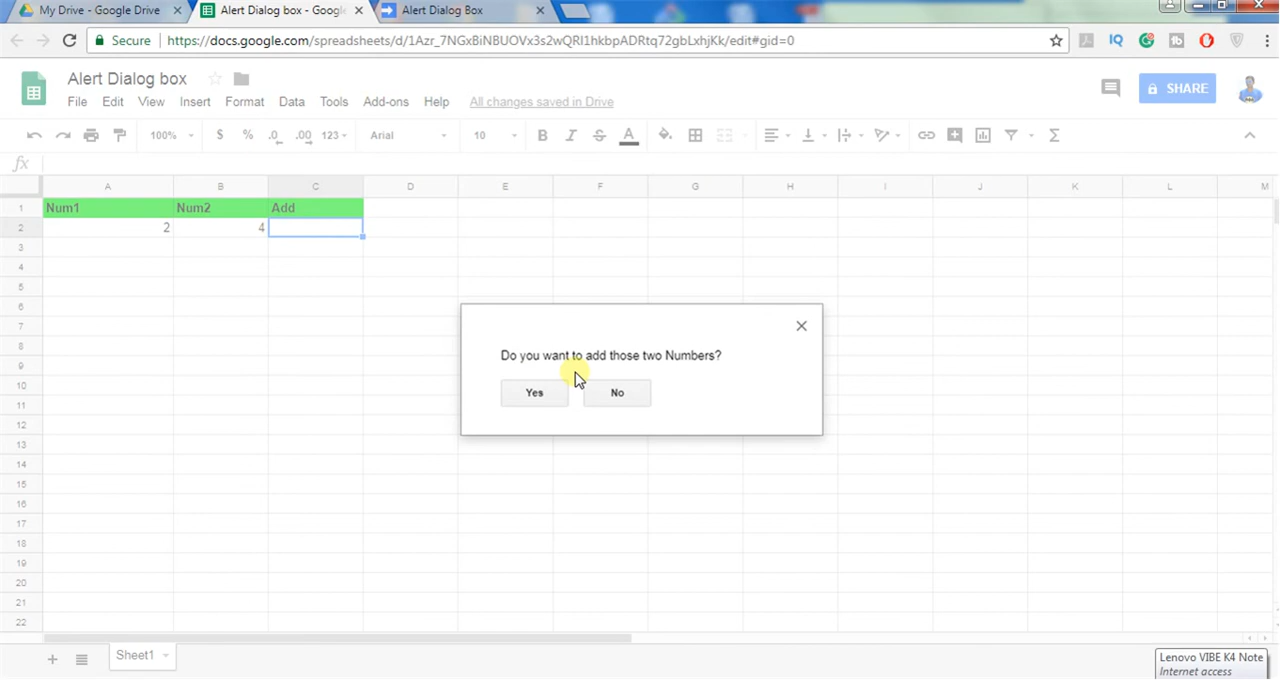 My Drive - Google Drive
Alert Dialog box - Google
Alert Dialog Box
Secure
https://docs.google.com/spreadsheets/d/1Azr_7NGxBiNBUOVx3s2wQRI1hkbpADRtq72gbLxhjKk/edit#gid=0
IQ
Alert Dialog box
File Edit View Insert Format Data Tools Add-ons Help All changes saved in Drive
SHARE
100% $ % .0 .00 123 Arial 10 B I S A Σ
fx
A B C D E F G H I J K L M
1 Num1 Num2 Add
2 2 4
3
4
5
6
7
8
9
10
11
12
13
14
15
16
17
18
19
20
21
22
Do you want to add those two Numbers?
Yes No
Sheet1
Lenovo VIBE K4 Note
Internet access